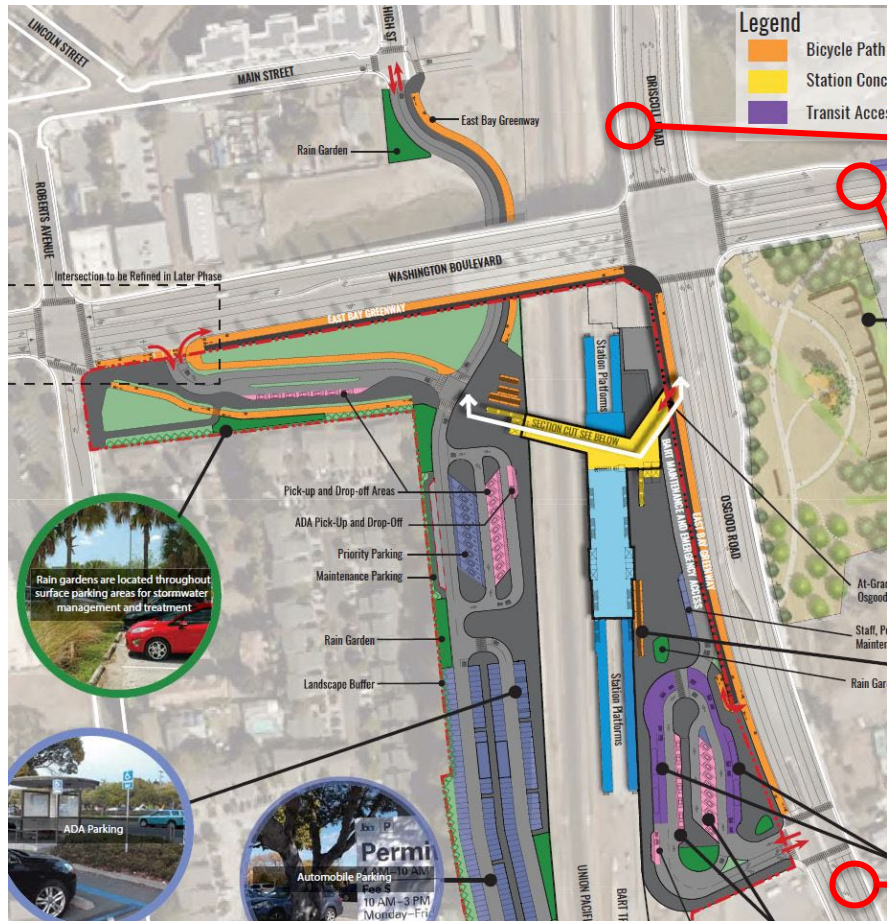 Legend
Bicycle Path
Station Conc
Transit Acces
LINCOLN STREET
HIGH ST
MAIN STREET
DRISCOLL ROAD
East Bay Greenway
Rain Garden
ROBERTS AVENUE
WASHINGTON BOULEVARD
Intersection to be Refined in Later Phase
EAST BAY GREENWAY
Station Platforms
SECTION CUT SEE BELOW
BART MAINTENANCE AND EMERGENCY ACCESS
EAST BAY GREENWAY
OSGOOD ROAD
Pick-up and Drop-off Areas
ADA Pick-Up and Drop-Off
Priority Parking
Maintenance Parking
Rain Garden
Landscape Buffer
Rain gardens are located throughout
surface parking areas for stormwater
management and treatment
At-Grad
Osgood
Staff, Po
Mainten
Rain Gar
Station Platforms
ADA Parking
Automobile Parking
Permi
10 AM–3 PM
Monday–Fri
UNION PACIFIC
BART TR